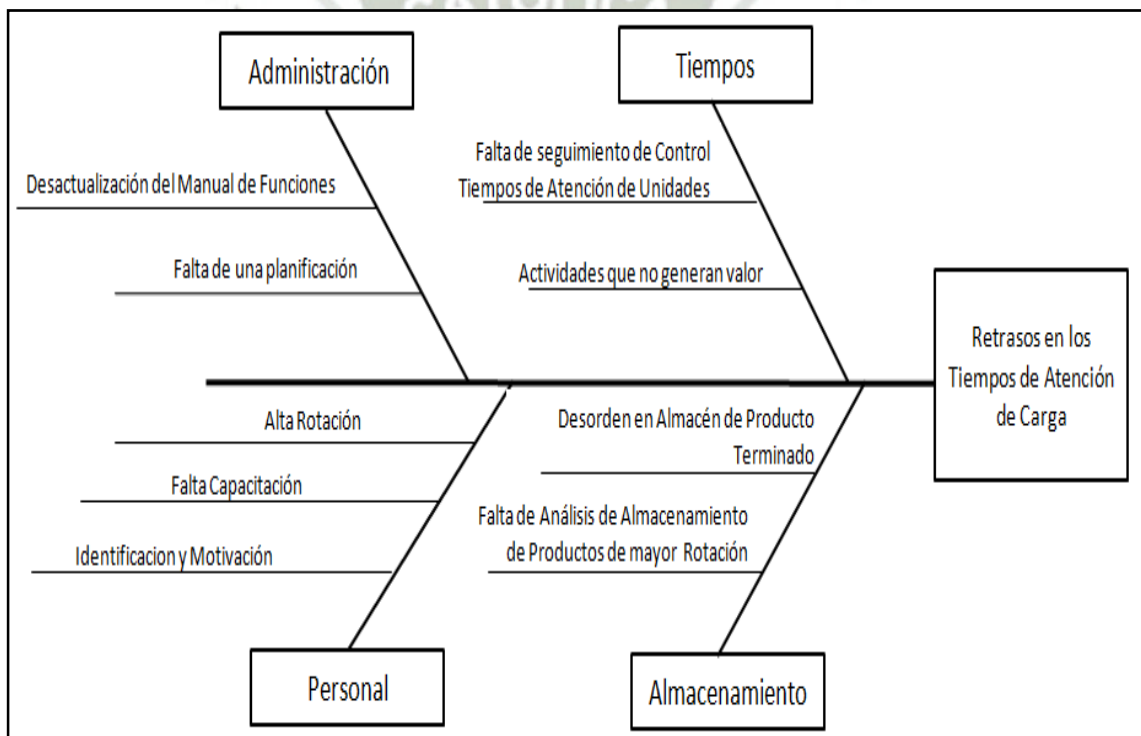 Administración
Tiempos
Desactualización del Manual de Funciones
Falta de una planificación
Falta de seguimiento de Control
Tiempos de Atención de Unidades
Actividades que no generan valor
Retrasos en los
Tiempos de Atención
de Carga
Alta Rotación
Falta Capacitación
Identificacion y Motivación
Desorden en Almacén de Producto
Terminado
Falta de Análisis de Almacenamiento
de Productos de mayor Rotación
Personal
Almacenamiento